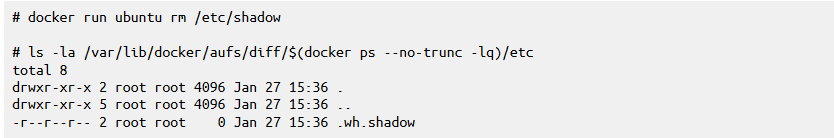 # docker run ubuntu rm /etc/shadow
# ls -la /var/lib/docker/aufs/diff/$(docker ps --no-trunc -lq)/etc
total 8
drwxr-xr-x 2 root root 4096 Jan 27 15:36 .
drwxr-xr-x 5 root root 4096 Jan 27 15:36 ..
-r--r--r-- 2 root root    0 Jan 27 15:36 .wh.shadow